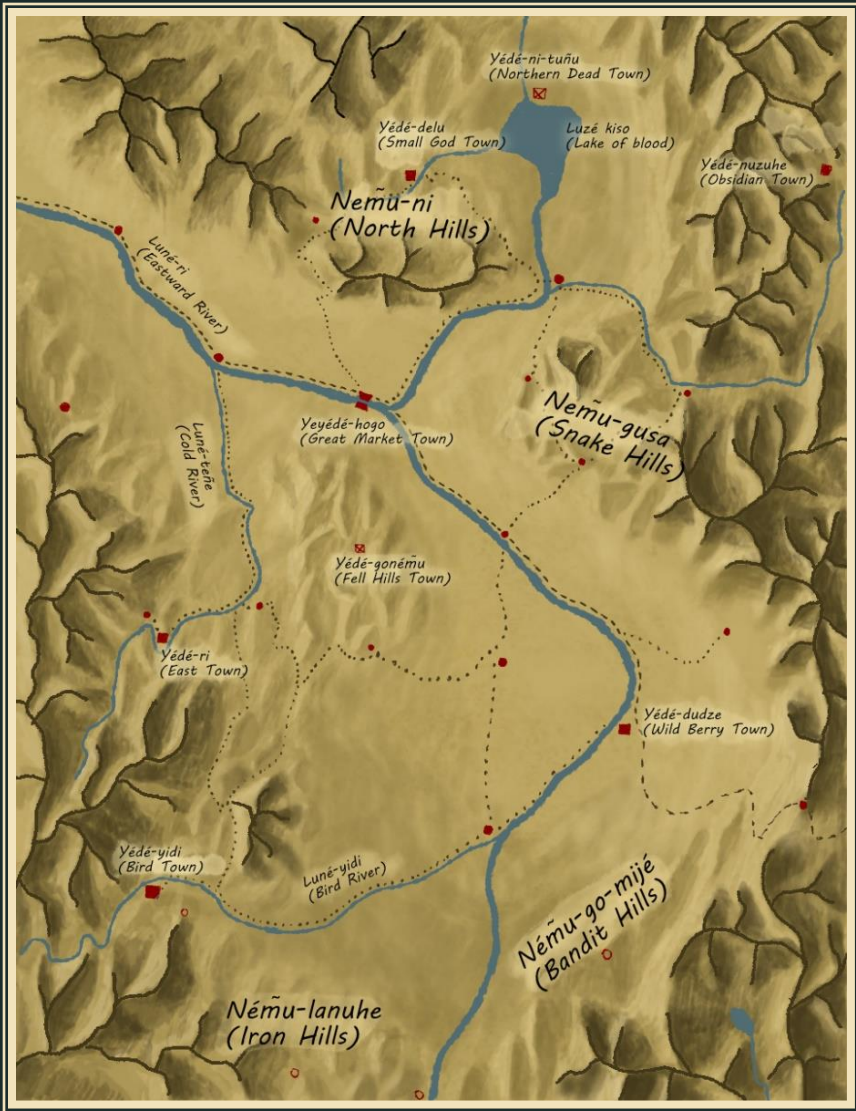 Yédé-ni-tuñu
(Northern Dead Town)
Yédé-delu
(Small God Town)
Luzé kiso
(Lake of blood)
Yédé-nuzuhe
(Obsidian Town)
Nem̃u-ni
(North Hills)
Luné-ri
(Eastward River)
Yeyédé-hogo
(Great Market Town)
Nem̃u-gusa
(Snake Hills)
Luné-teñe
(Cold River)
Yédé-goném̃u
(Fell Hills Town)
Yédé-ri
(East Town)
Yédé-dudze
(Wild Berry Town)
Yédé-yidi
(Bird Town)
Luné-yidi
(Bird River)
Ném̃u-go-mijé
(Bandit Hills)
Ném̃u-lanuhe
(Iron Hills)